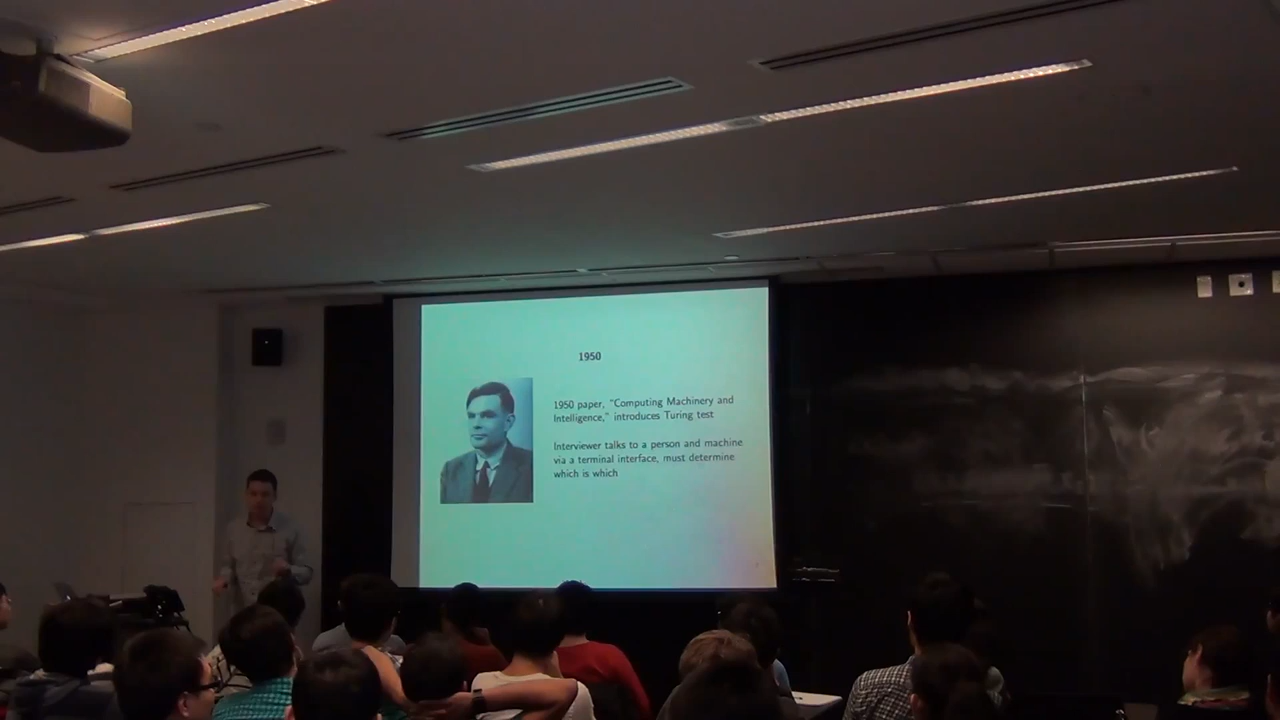 1950
1950 paper, "Computing Machinery and
Intelligence," introduces Turing test
Interviewer talks to a person and machine
via a terminal interface, must determine
which is which